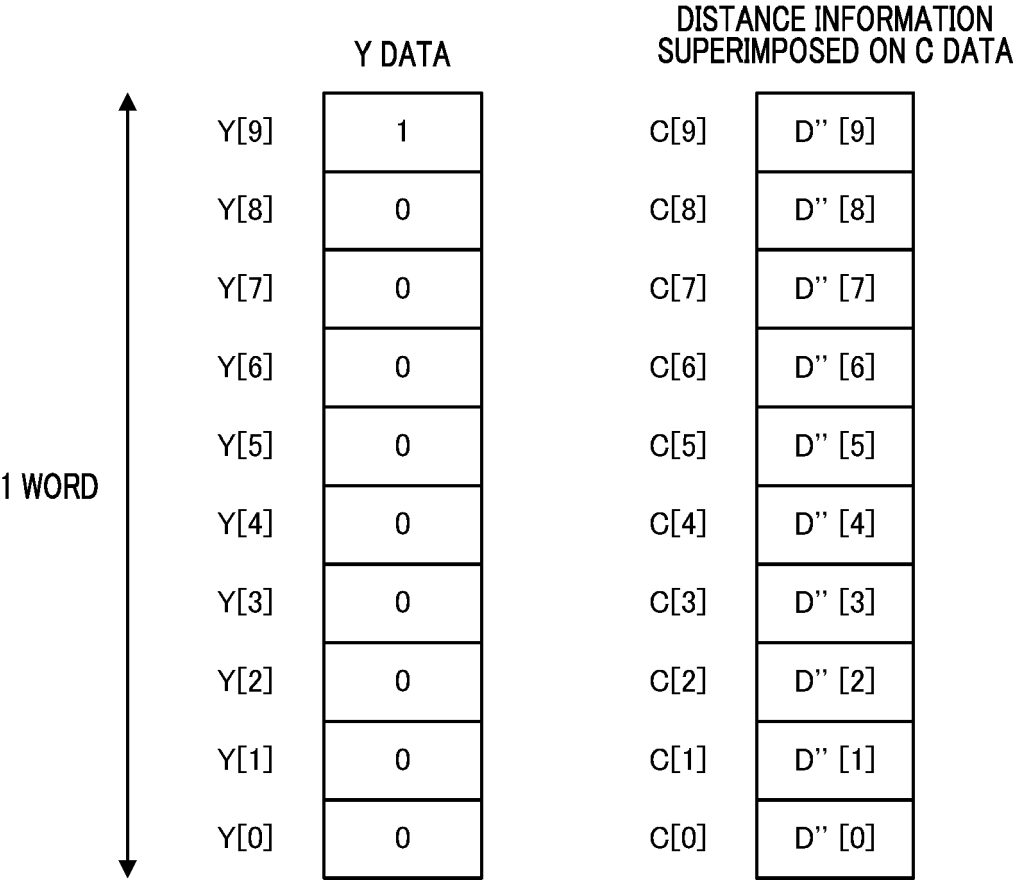 DISTANCE INFORMATION
Y DATA SUPERIMPOSED ON C DATA
Y[9] 1 C[9] D’’ [9]
Y[8] 0 C[8] D’’ [8]
Y[7] 0 C[7] D’’ [7]
Y[6] 0 C[6] D’’ [6]
Y[5] 0 C[5] D’’ [5]
1 WORD
Y[4] 0 C[4] D’’ [4]
Y[3] 0 C[3] D’’ [3]
Y[2] 0 C[2] D’’ [2]
Y[1] 0 C[1] D’’ [1]
Y[0] 0 C[0] D’’ [0]